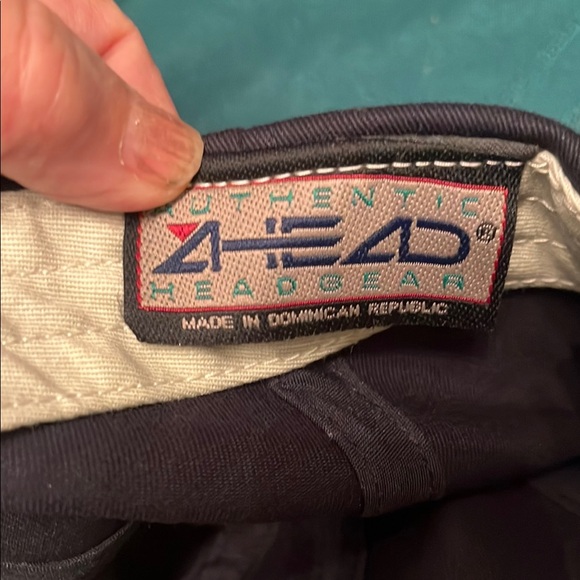 AUTHENTIC
AHEAD®
HEADGEAR
MADE IN DOMINICAN REPUBLIC